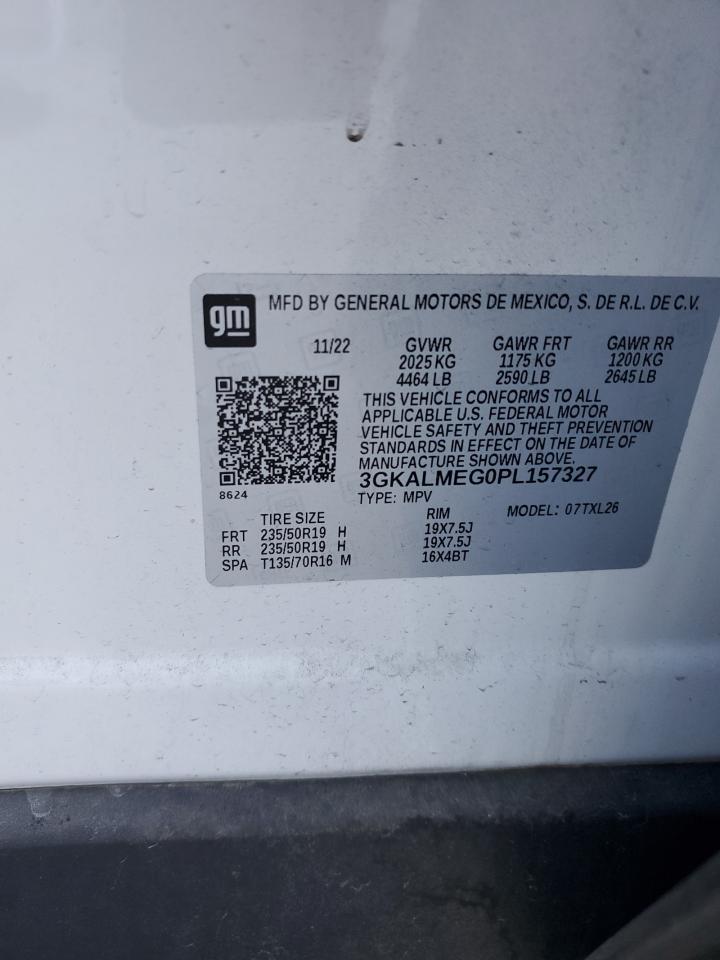 gm MFD BY GENERAL MOTORS DE MEXICO, S. DE R.L. DE C.V.
11/22 GVWR GAWR FRT GAWR RR
2025 KG 1175 KG 1200 KG
4464 LB 2590 LB 2645 LB
THIS VEHICLE CONFORMS TO ALL
APPLICABLE U.S. FEDERAL MOTOR
VEHICLE SAFETY AND THEFT PREVENTION
STANDARDS IN EFFECT ON THE DATE OF
MANUFACTURE SHOWN ABOVE.
3GKALMEG0PL157327
8624 TYPE: MPV MODEL: 07TXL26
TIRE SIZE RIM
FRT 235/50R19 H 19X7.5J
RR 235/50R19 H 19X7.5J
SPA T135/70R16 M 16X4BT